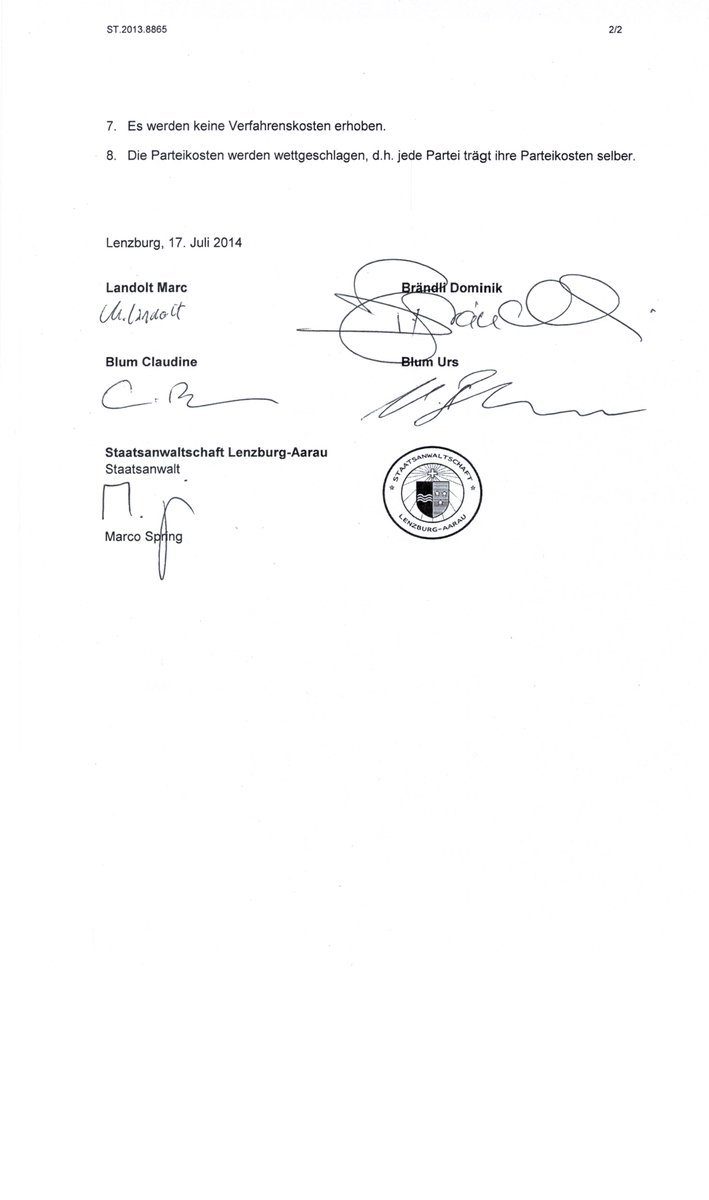 ST.2013.8865 2/2
7. Es werden keine Verfahrenskosten erhoben.
8. Die Parteikosten werden wettgeschlagen, d.h. jede Partei trägt ihre Parteikosten selber.
Lenzburg, 17. Juli 2014
Landolt Marc Brändli Dominik
M. Landolt
Blum Claudine Blum Urs
Staatsanwaltschaft Lenzburg-Aarau
Staatsanwalt
STAATSANWALTSCHAFT
LENZBURG-AARAU
Marco Spring